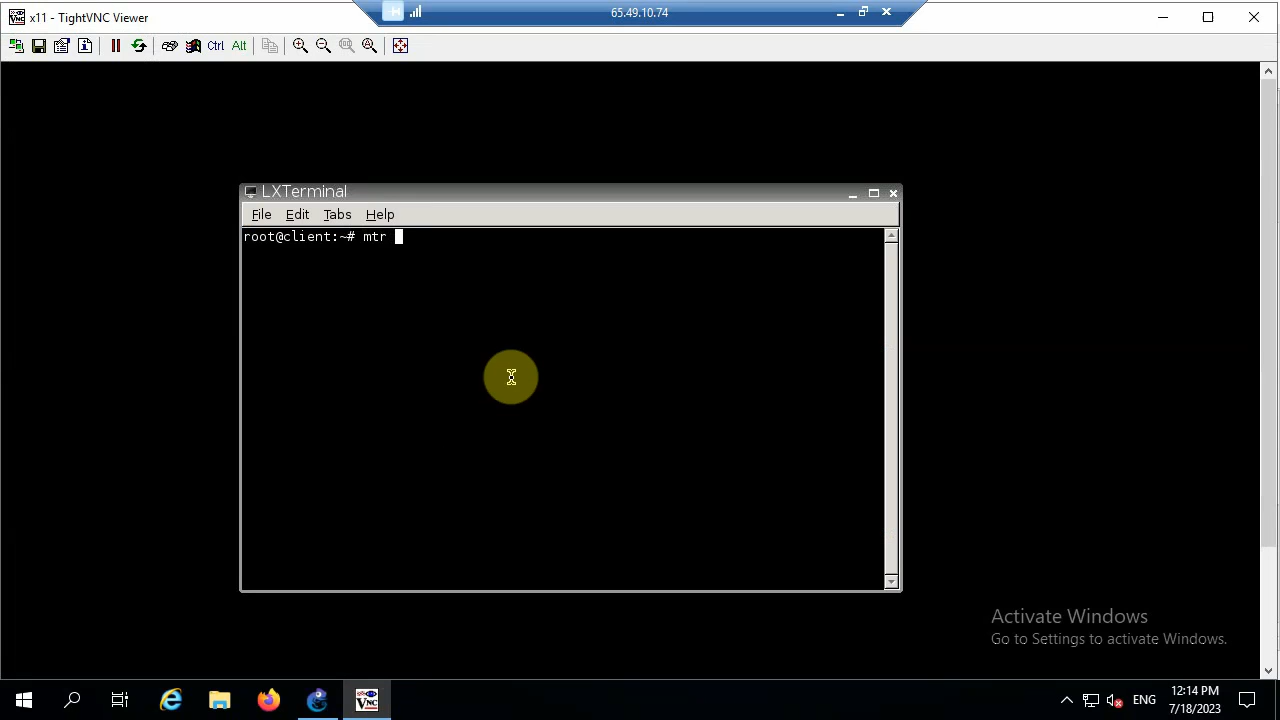 x11 - TightVNC Viewer
65.49.10.74
Ctrl Alt
LXTerminal
File Edit Tabs Help
root@client:~# mtr
Activate Windows
Go to Settings to activate Windows.
VNC
ENG
12:14 PM
7/18/2023